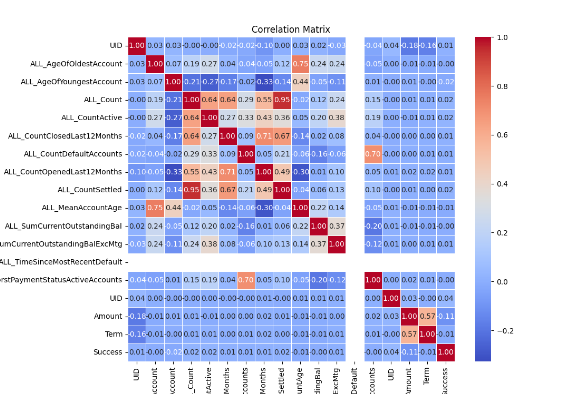 Correlation Matrix
UID 1.00 0.03 0.03 -0.00 -0.00 -0.02 -0.02 -0.10 0.00 0.03 0.02 -0.03 -0.04 0.04 -0.18 -0.16 0.01
ALL_AgeOfOldestAccount 0.03 1.00 0.07 0.19 0.27 0.04 -0.04 -0.05 0.12 0.75 0.24 0.24 -0.05 0.00 -0.01 -0.01 -0.01
ALL_AgeOfYoungestAccount 0.03 0.07 1.00 -0.21 -0.27 -0.17 0.02 -0.33 -0.14 0.44 -0.05 -0.11 0.01 -0.00 0.01 -0.00 -0.02
ALL_Count -0.00 0.19 -0.21 1.00 0.64 0.64 0.29 0.55 0.95 -0.02 0.12 0.24 0.15 -0.00 0.01 0.01 0.02
ALL_CountActive -0.00 0.27 -0.27 0.64 1.00 0.27 0.33 0.43 0.36 0.05 0.20 0.38 0.19 -0.00 -0.01 0.01 0.02
ALL_CountClosedLast12Months -0.02 0.04 -0.17 0.64 0.27 1.00 0.09 0.71 0.67 -0.14 0.02 0.08 0.04 -0.00 -0.00 0.00 0.01
ALL_CountDefaultAccounts -0.02 -0.04 0.02 0.29 0.33 0.09 1.00 0.05 0.21 -0.06 -0.16 -0.06 0.70 -0.00 0.00 0.01 0.01
ALL_CountOpenedLast12Months -0.10 -0.05 -0.33 0.55 0.43 0.71 0.05 1.00 0.49 -0.30 0.01 0.10 0.05 0.01 0.02 0.02 0.01
ALL_CountSettled 0.00 0.12 -0.14 0.95 0.36 0.67 0.21 0.49 1.00 -0.04 0.06 0.13 0.10 -0.00 0.01 0.00 0.02
ALL_MeanAccountAge 0.03 0.75 0.44 -0.02 0.05 -0.14 -0.06 -0.30 -0.04 1.00 0.22 0.14 -0.05 0.01 -0.01 -0.01 -0.01
ALL_SumCurrentOutstandingBal 0.02 0.24 -0.05 0.12 0.20 0.02 -0.16 0.01 0.06 0.22 1.00 0.37 -0.20 0.01 -0.01 -0.01 -0.00
umCurrentOutstandingBalExcMtg -0.03 0.24 -0.11 0.24 0.38 0.08 -0.06 0.10 0.13 0.14 0.37 1.00 -0.12 0.01 0.00 0.01 0.01
ALL_TimeSinceMostRecentDefault
orstPaymentStatusActiveAccounts -0.04 -0.05 0.01 0.15 0.19 0.04 0.70 0.05 0.10 -0.05 -0.20 -0.12 1.00 0.00 0.02 0.01 0.00
UID 0.04 0.00 -0.00 -0.00 -0.00 -0.00 -0.00 0.01 -0.00 0.01 0.01 0.01 0.00 1.00 0.03 -0.00 0.04
Amount -0.18 -0.01 0.01 0.01 -0.01 -0.00 0.00 0.02 0.01 -0.01 -0.01 0.00 0.02 0.03 1.00 0.57 -0.11
Term -0.16 -0.01 -0.00 0.01 0.01 0.00 0.01 0.02 0.00 -0.01 -0.01 0.01 0.01 -0.00 0.57 1.00 -0.01
Success 0.01 -0.00 -0.02 0.02 0.02 0.01 0.01 0.01 0.02 -0.01 -0.00 0.01 0.00 0.04 -0.11 -0.01 1.00
UID
ccount
ccount
_Count
tActive
Months
counts
Months
Settled
untAge
dingBal
ExcMtg
Default
ccounts
UID
Amount
Term
uccess
1.0
0.8
0.6
0.4
0.2
0.0
−0.2